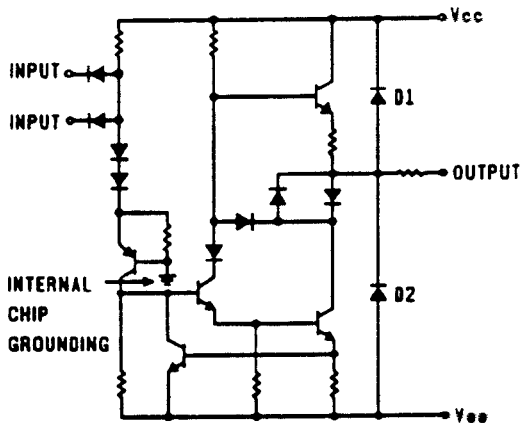 Vcc
INPUT
D1
INPUT
OUTPUT
INTERNAL
CHIP
GROUNDING
D2
Vee